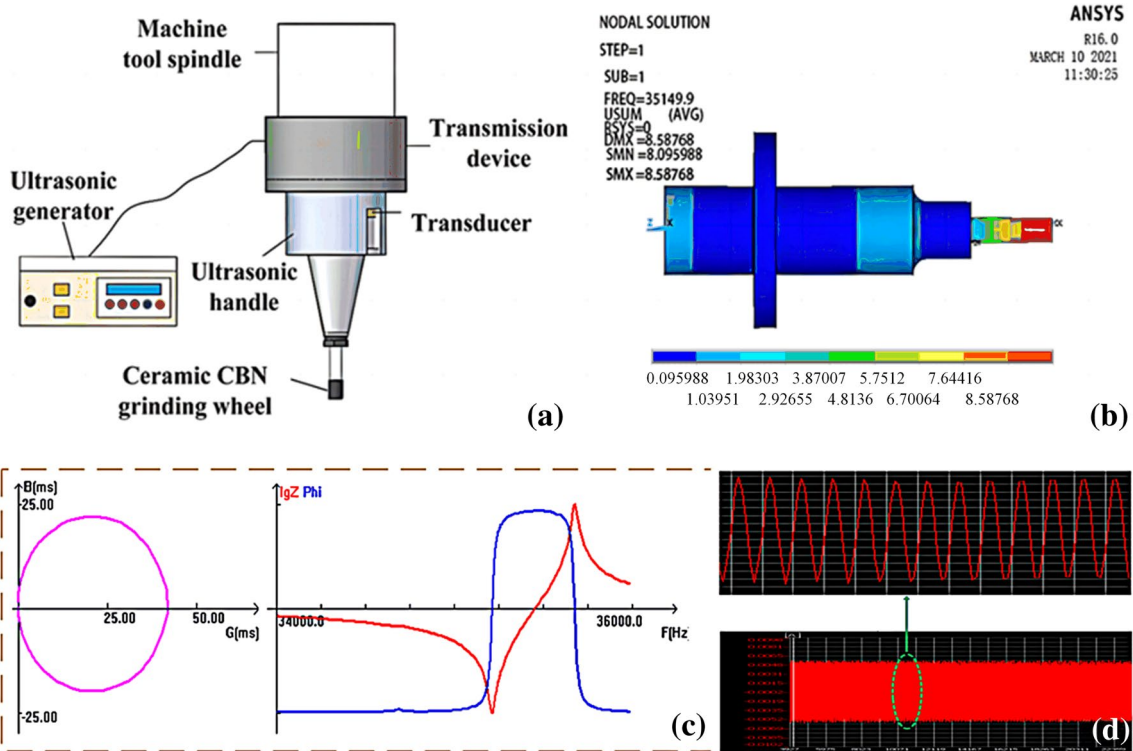 Machine
tool spindle
Transmission
device
Ultrasonic
generator
Transducer
Ultrasonic
handle
Ceramic CBN
grinding wheel
(a)
NODAL SOLUTION
STEP=1
SUB=1
FREQ=35149.9
USUM (AVG)
RSYS=0
DMX=8.58768
SMN=8.095988
SMX=8.58768
ANSYS
R16.0
MARCH 10 2021
11:30:25
Z
X
0.095988 1.98303 3.87007 5.7512 7.64416
1.03951 2.92655 4.8136 6.70064 8.58768
(b)
B[ms]
25.00
25.00 50.00
G[ms]
-25.00
lgZ Phi
34000.0
36000.0
F[Hz]
(c)
(d)